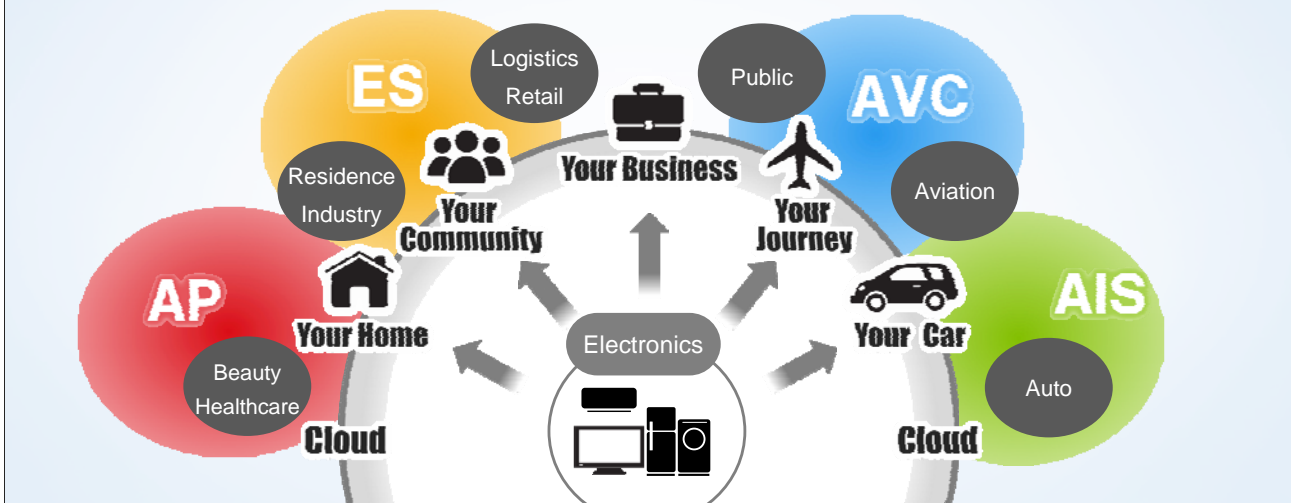 ES
Logistics
Retail
Public
AVC
Your Business
Residence
Industry
Your
Community
Your
Journey
Aviation
AP
Your Home
Electronics
Your Car
AIS
Beauty
Healthcare
Auto
Cloud
Cloud